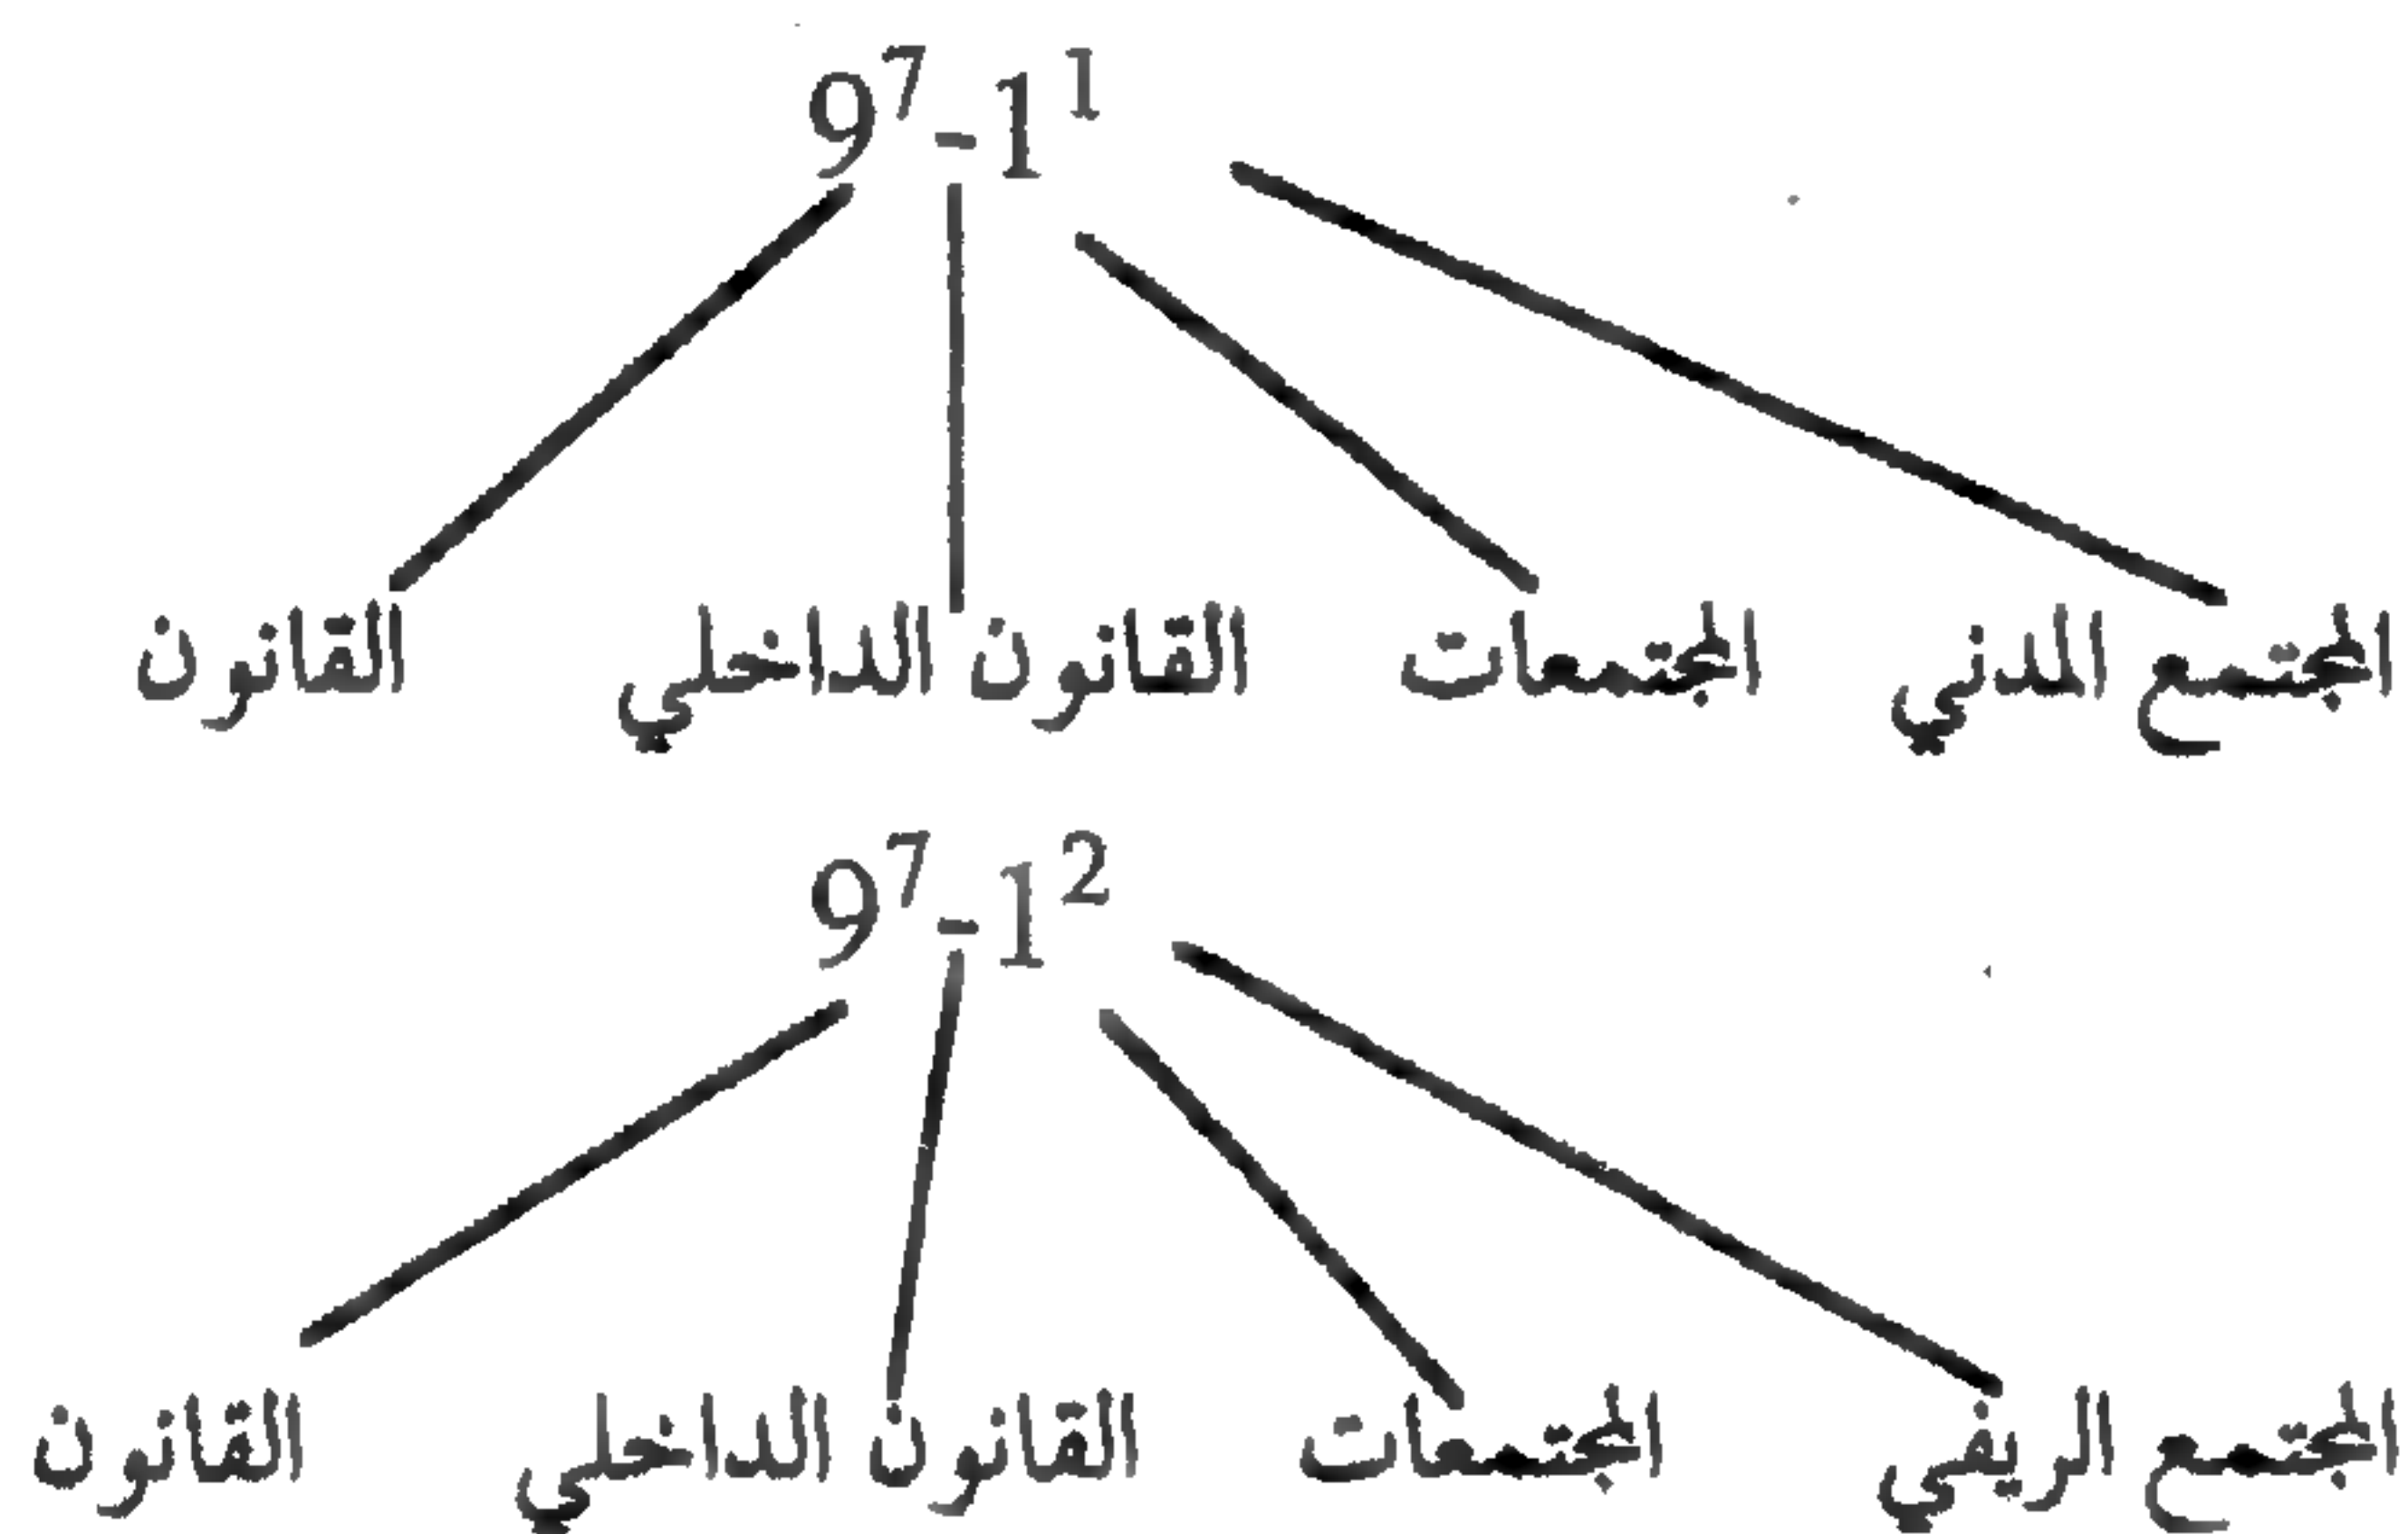 9⁷-1¹
المجتمع المدني المجتمعات القانون الداخلي القانون
9⁷-1²
المجتمع الريفي المجتمعات القانون الداخلي القانون